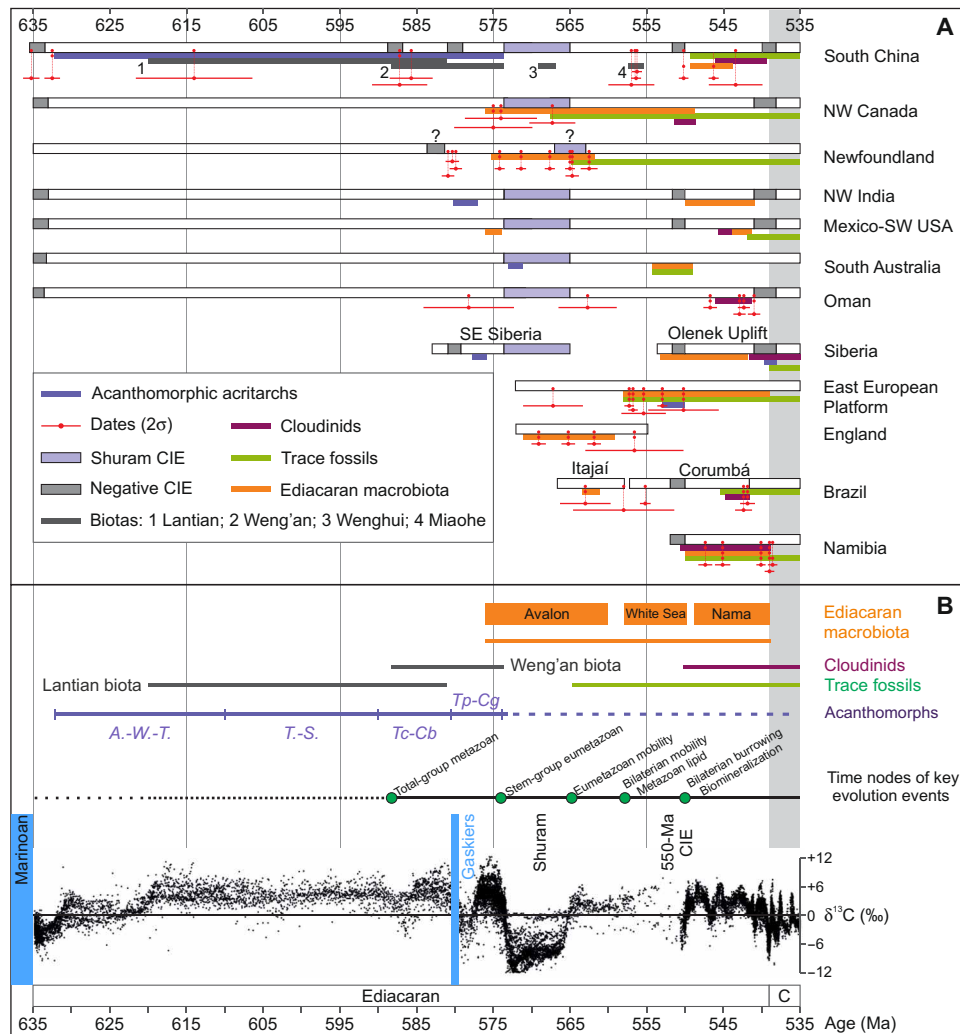 635 625 615 605 595 585 575 565 555 545 535
A
South China
1
2
3
4
NW Canada
? ?
Newfoundland
NW India
Mexico-SW USA
South Australia
Oman
SE Siberia
Olenek Uplift
Siberia
East European
Platform
England
Itajaí
Corumbá
Brazil
Namibia
Acanthomorphic acritarchs
Dates (2σ)
Cloudinids
Shuram CIE
Trace fossils
Negative CIE
Ediacaran macrobiota
Biotas: 1 Lantian; 2 Weng'an; 3 Wenghui; 4 Miaohe
B
Avalon
White Sea
Nama
Ediacaran
macrobiota
Weng'an biota
Cloudinids
Lantian biota
Trace fossils
Tp-Cg
Acanthomorphs
A.-W.-T.
T.-S.
Tc-Cb
Total-group metazoan
Stem-group eumetazoan
Eumetazoan mobility
Bilaterian mobility
Metazoan lipid
Bilaterian burrowing
Biomineralization
Time nodes of key
evolution events
Marinoan
Gaskiers
Shuram
550-Ma
CIE
+12
+6
0
-6
-12
δ13C (‰)
Ediacaran
C
635 625 615 605 595 585 575 565 555 545 535
Age (Ma)